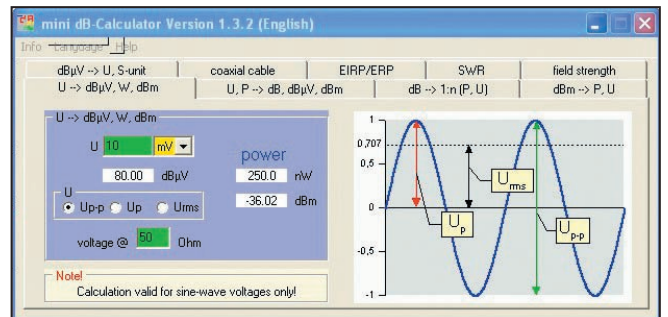 mini dB-Calculator Version 1.3.2 (English)
Info Language Help
dBµV --> U, S-unit coaxial cable EIRP/ERP SWR field strength
U --> dBµV, W, dBm U, P --> dB, dBµV, dBm dB --> 1:n (P, U) dBm --> P, U
U --> dBµV, W, dBm
U 10 mV
power
80.00 dBµV 250.0 nW
-36.02 dBm
U
Up-p Up Urms
voltage @ 50 Ohm
Note!
Calculation valid for sine-wave voltages only!
1
0.707
0,5
0
-0,5
-1
Urms
Up
Up-p